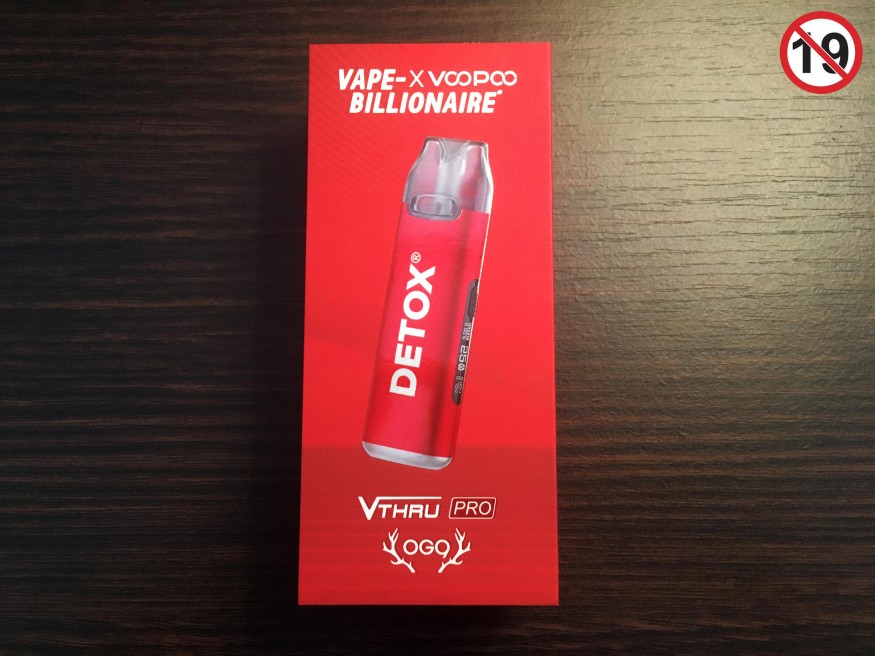 19
VAPE- X VOOPOO
BILLIONAIRE
DETOX®
VTHRU PRO
OGO